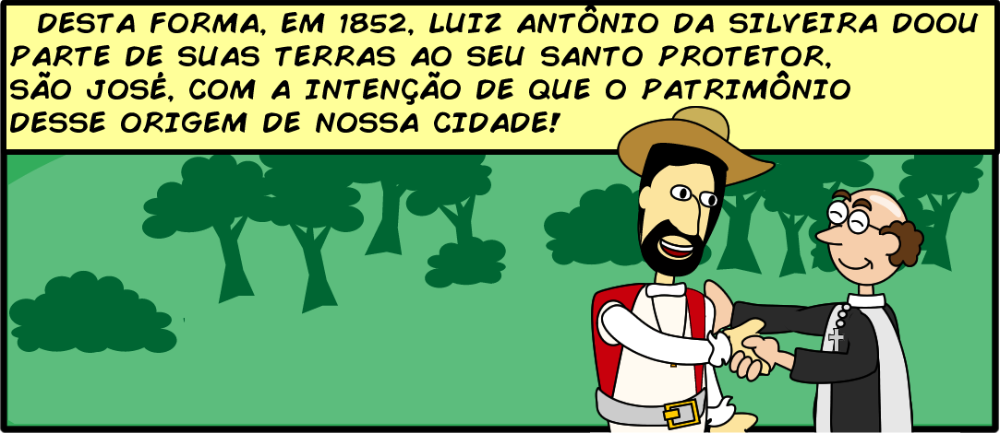 DESTA FORMA, EM 1852, LUIZ ANTÔNIO DA SILVEIRA DOOU
PARTE DE SUAS TERRAS AO SEU SANTO PROTETOR,
SÃO JOSÉ, COM A INTENÇÃO DE QUE O PATRIMÔNIO
DESSE ORIGEM DE NOSSA CIDADE!